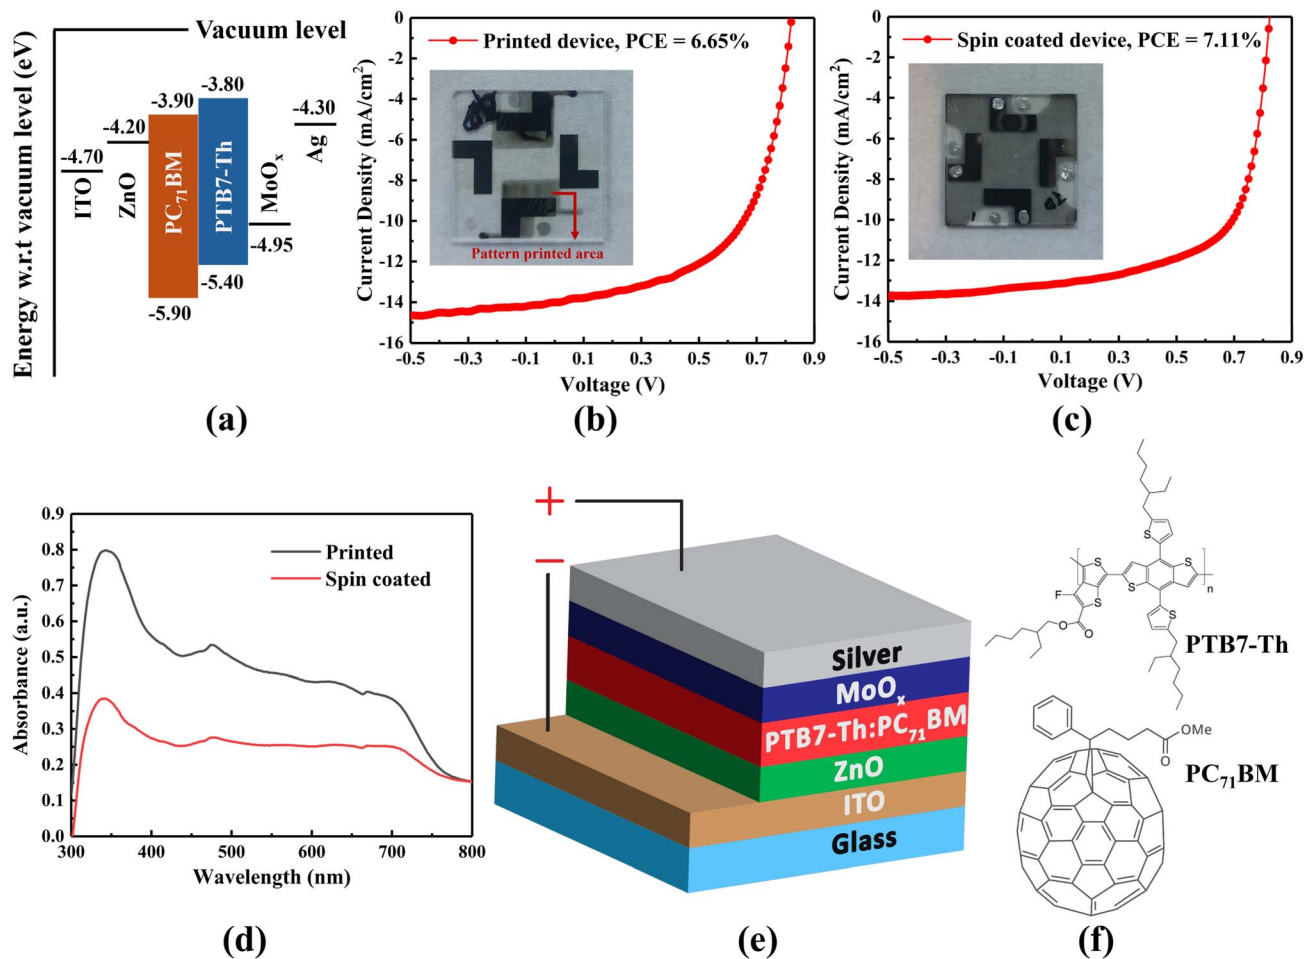 Vacuum level
Energy w.r.t vacuum level (eV)
-4.70
ITO
-4.20
ZnO
-3.90
PC71BM
-5.90
-3.80
PTB7-Th
-5.40
MoOx
-4.95
-4.30
Ag
(a)
Printed device, PCE = 6.65%
Pattern printed area
Current Density (mA/cm2)
0
-2
-4
-6
-8
-10
-12
-14
-16
-0.5 -0.3 -0.1 0.1 0.3 0.5 0.7 0.9
Voltage (V)
(b)
Spin coated device, PCE = 7.11%
Current Density (mA/cm2)
0
-2
-4
-6
-8
-10
-12
-14
-16
-0.5 -0.3 -0.1 0.1 0.3 0.5 0.7 0.9
Voltage (V)
(c)
Absorbance (a.u.)
0.9
0.8
0.7
0.6
0.5
0.4
0.3
0.2
0.1
0.0
Printed
Spin coated
300 400 500 600 700 800
Wavelength (nm)
(d)
+
−
Silver
MoOx
PTB7-Th:PC71BM
ZnO
ITO
Glass
(e)
S
S
F
S
S
S
S
n
O
O
PTB7-Th
OMe
O
PC71BM
(f)